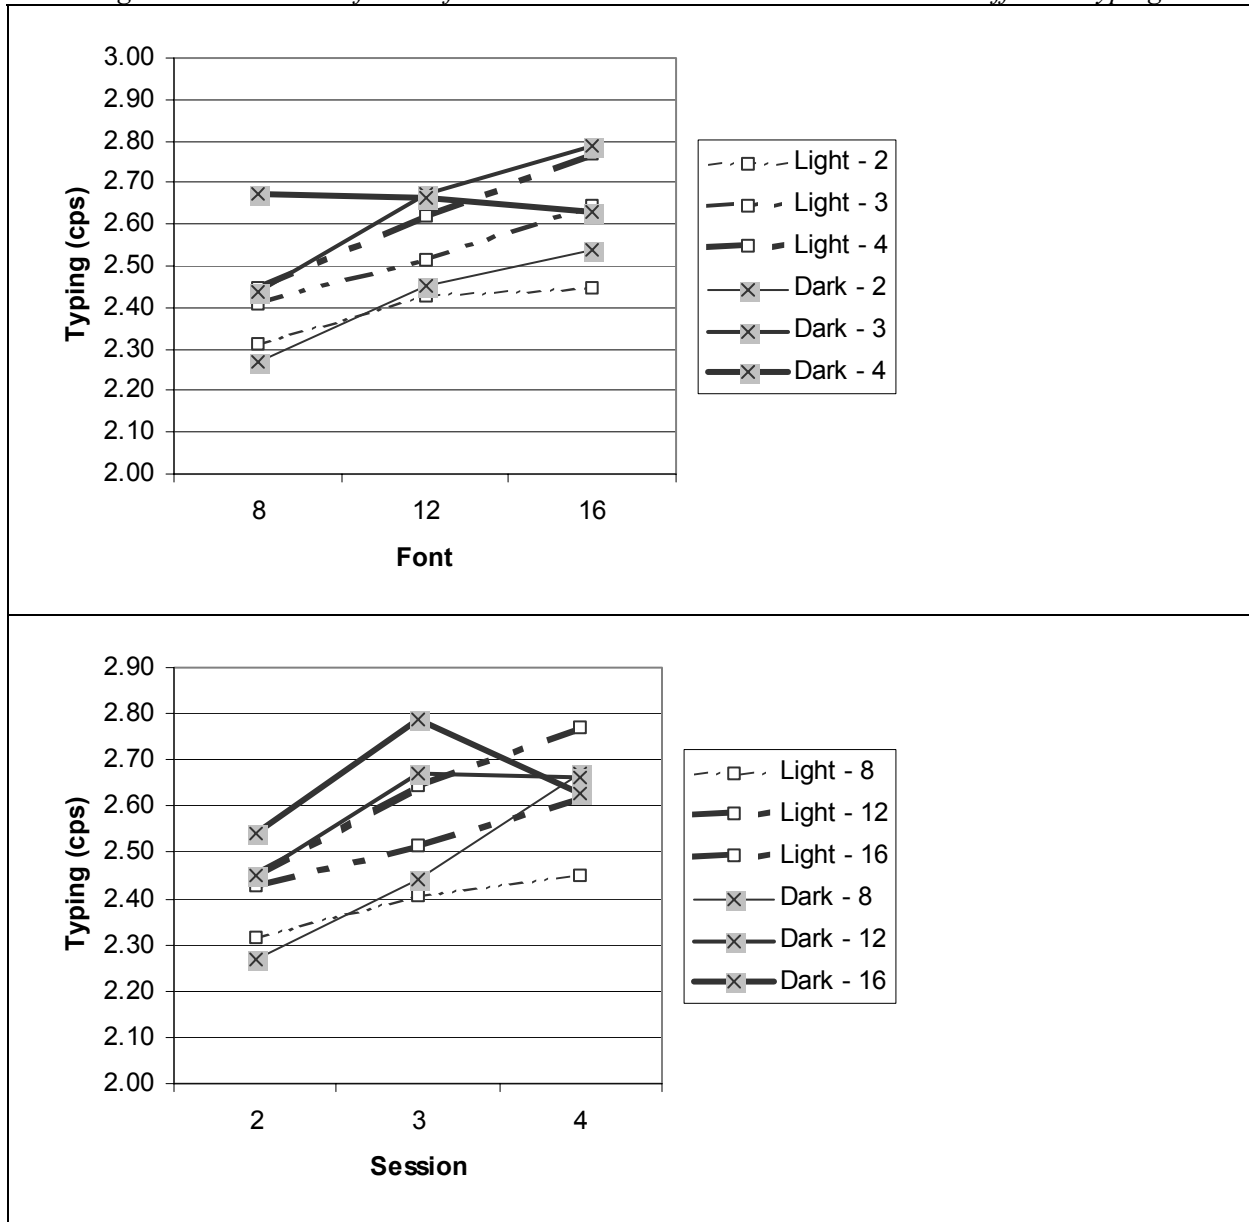 3.00
2.90
2.80
2.70
2.60
2.50
2.40
2.30
2.20
2.10
2.00
Typing (cps)
8 12 16
Font
Light - 2
Light - 3
Light - 4
Dark - 2
Dark - 3
Dark - 4
2.90
2.80
2.70
2.60
2.50
2.40
2.30
2.20
2.10
2.00
Typing (cps)
2 3 4
Session
Light - 8
Light - 12
Light - 16
Dark - 8
Dark - 12
Dark - 16